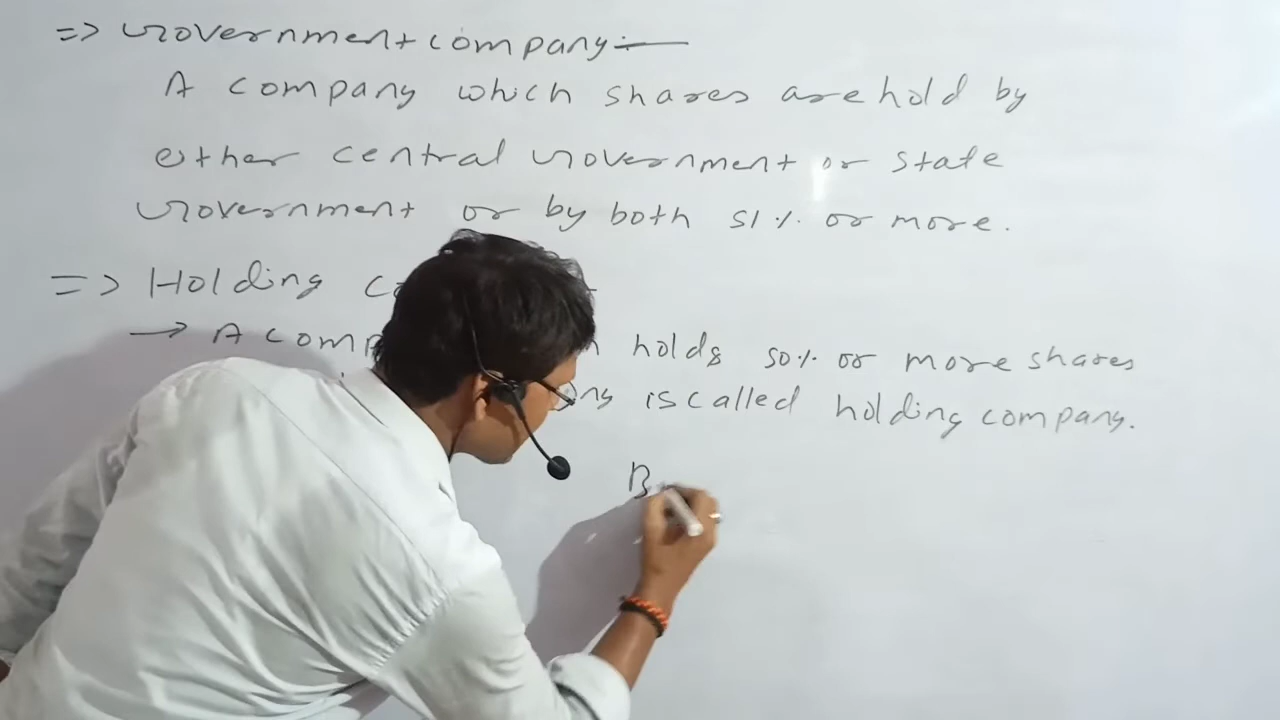 => Government company:—
A company which shares are hold by
either central Government or state
Government or by both 51% or more.
=> Holding
→ A comp holds 50% or more shares
is called holding company.
B